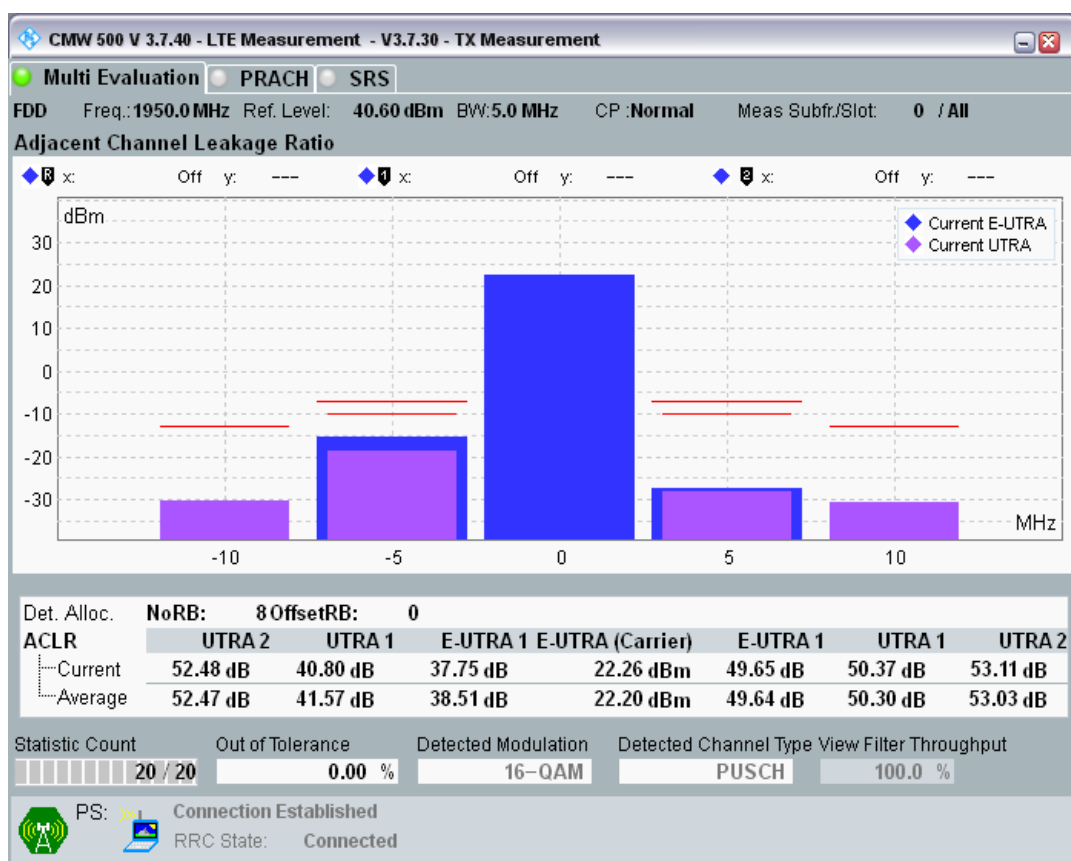 CMW 500 V 3.7.40 - LTE Measurement - V3.7.30 - TX Measurement
Multi Evaluation PRACH SRS
FDD Freq.: 1950.0 MHz Ref. Level: 40.60 dBm BW: 5.0 MHz CP : Normal Meas Subfr./Slot: 0 / All
Adjacent Channel Leakage Ratio
R x: Off y: --- 1 x: Off y: --- 2 x: Off y: ---
dBm
Current E-UTRA
Current UTRA
30
20
10
0
-10
-20
-30
MHz
-10 -5 0 5 10
Det. Alloc. NoRB: 8 OffsetRB: 0
ACLR UTRA 2 UTRA 1 E-UTRA 1 E-UTRA (Carrier) E-UTRA 1 UTRA 1 UTRA 2
Current 52.48 dB 40.80 dB 37.75 dB 22.26 dBm 49.65 dB 50.37 dB 53.11 dB
Average 52.47 dB 41.57 dB 38.51 dB 22.20 dBm 49.64 dB 50.30 dB 53.03 dB
Statistic Count Out of Tolerance Detected Modulation Detected Channel Type View Filter Throughput
20 / 20 0.00 % 16-QAM PUSCH 100.0 %
PS: Connection Established
RRC State: Connected